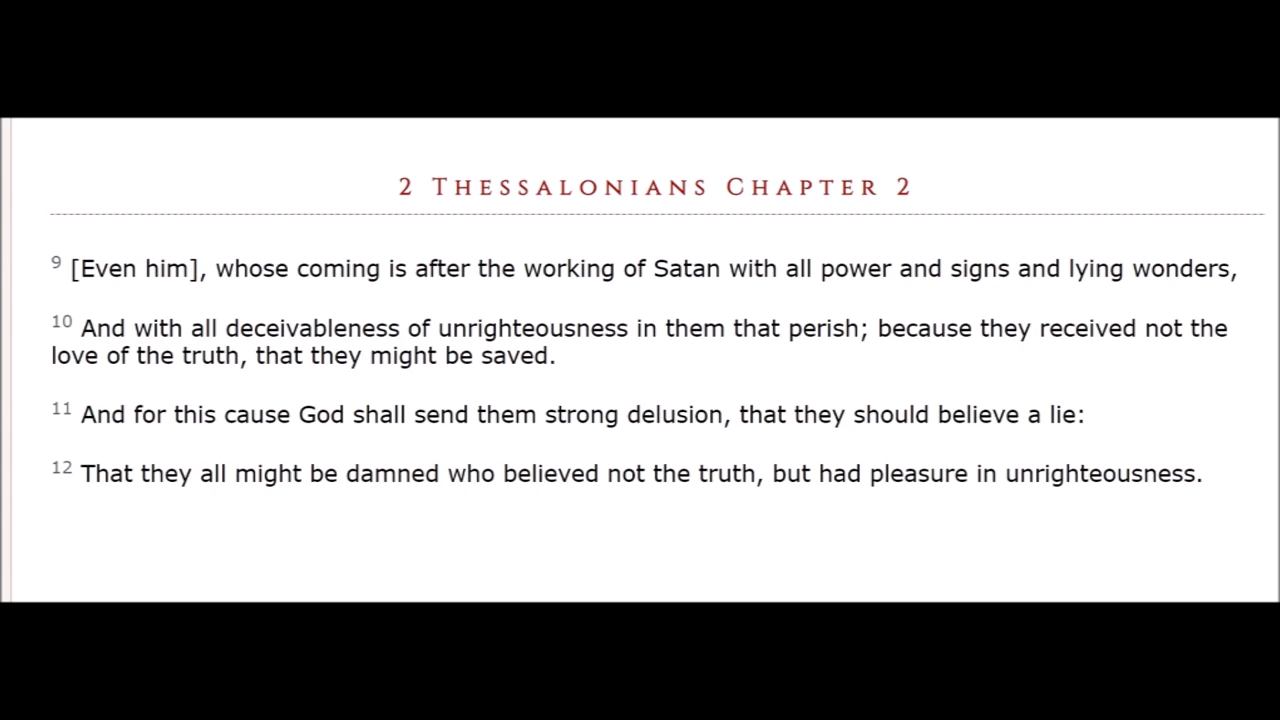 2 Thessalonians Chapter 2
9 [Even him], whose coming is after the working of Satan with all power and signs and lying wonders,
10 And with all deceivableness of unrighteousness in them that perish; because they received not the
love of the truth, that they might be saved.
11 And for this cause God shall send them strong delusion, that they should believe a lie:
12 That they all might be damned who believed not the truth, but had pleasure in unrighteousness.